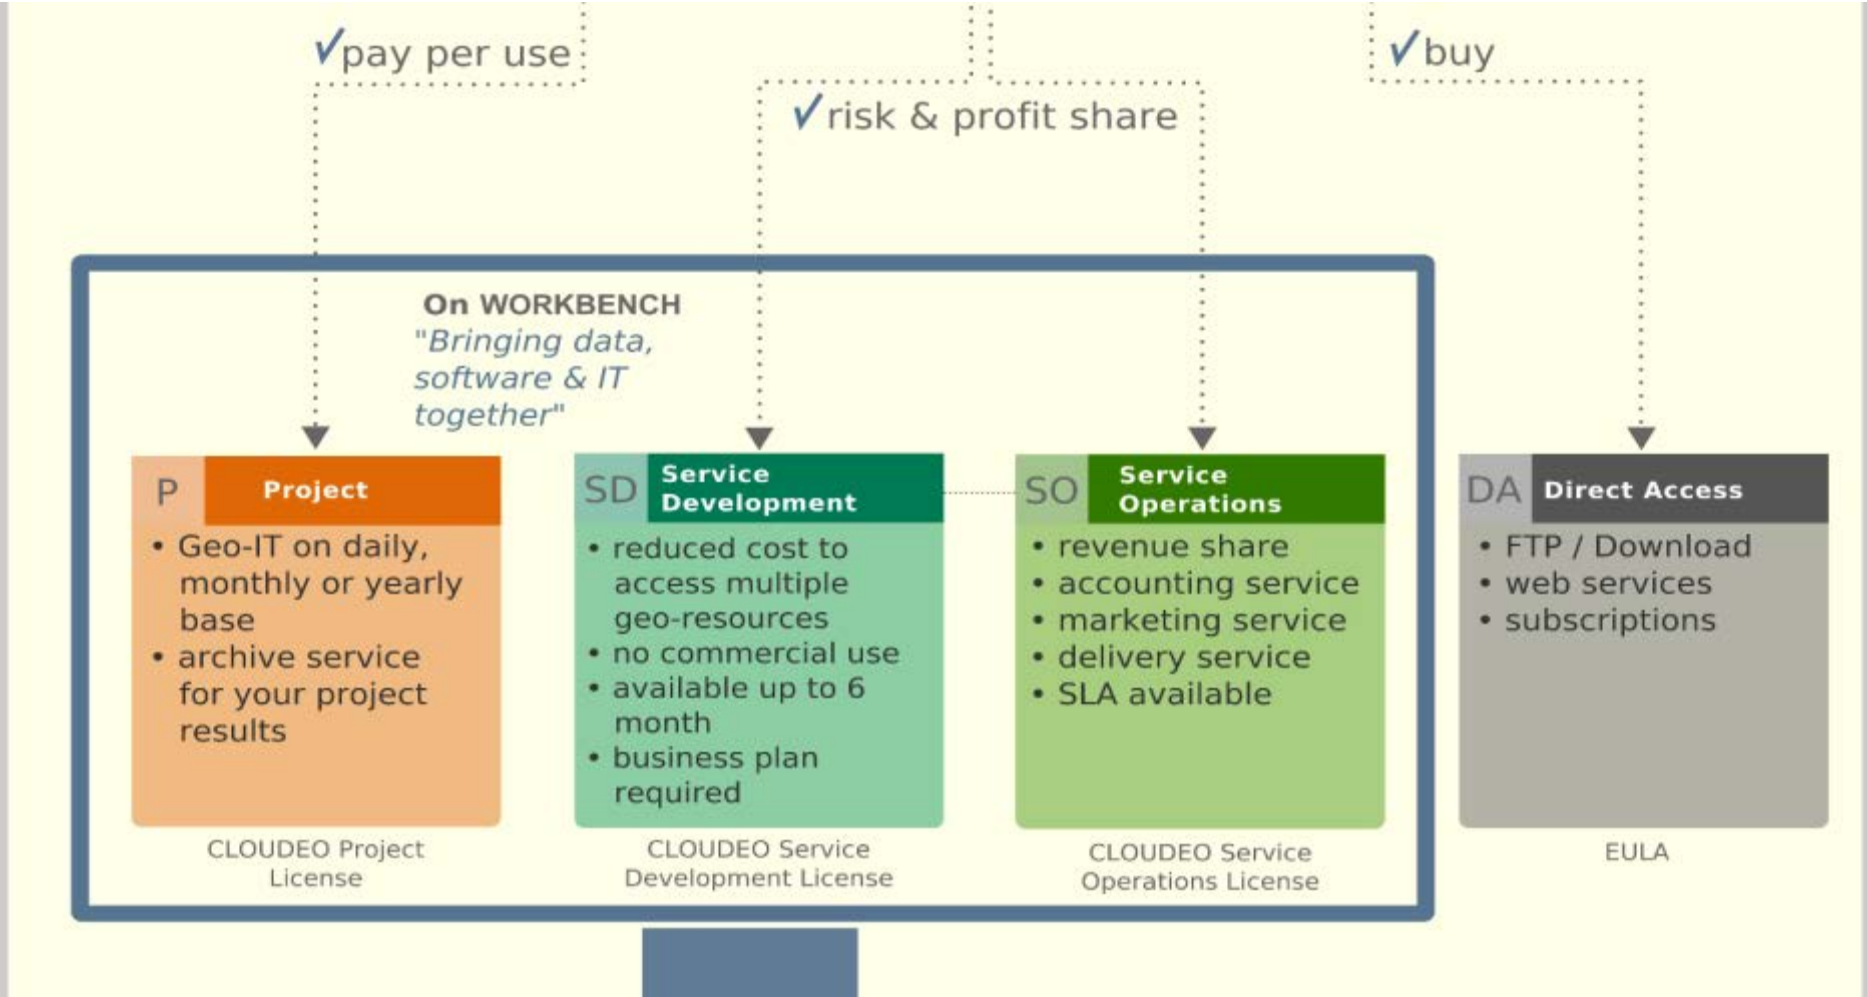 ✓pay per use
✓risk & profit share
✓buy
On WORKBENCH
"Bringing data,
software & IT
together"
P Project
• Geo-IT on daily,
monthly or yearly
base
• archive service
for your project
results
CLOUDEO Project
License
SD Service
Development
• reduced cost to
access multiple
geo-resources
• no commercial use
• available up to 6
month
• business plan
required
CLOUDEO Service
Development License
SO Service
Operations
• revenue share
• accounting service
• marketing service
• delivery service
• SLA available
CLOUDEO Service
Operations License
DA Direct Access
• FTP / Download
• web services
• subscriptions
EULA